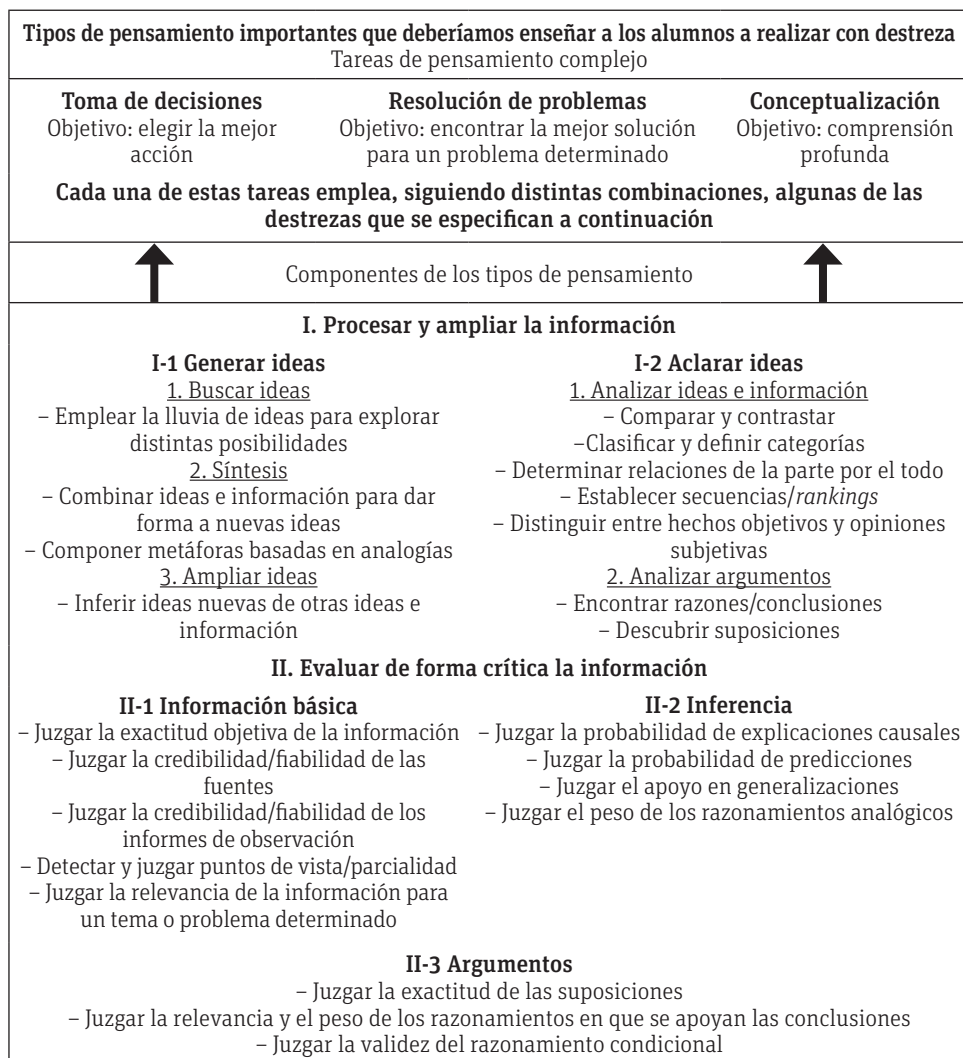 Tipos de pensamiento importantes que deberíamos enseñar a los alumnos a realizar con destreza
Tareas de pensamiento complejo
Toma de decisiones
Objetivo: elegir la mejor
acción
Resolución de problemas
Objetivo: encontrar la mejor solución
para un problema determinado
Conceptualización
Objetivo: comprensión
profunda
Cada una de estas tareas emplea, siguiendo distintas combinaciones, algunas de las
destrezas que se especifican a continuación
Componentes de los tipos de pensamiento
I. Procesar y ampliar la información
I-1 Generar ideas
1. Buscar ideas
– Emplear la lluvia de ideas para explorar
distintas posibilidades
2. Síntesis
– Combinar ideas e información para dar
forma a nuevas ideas
– Componer metáforas basadas en analogías
3. Ampliar ideas
– Inferir ideas nuevas de otras ideas e
información
I-2 Aclarar ideas
1. Analizar ideas e información
– Comparar y contrastar
–Clasificar y definir categorías
– Determinar relaciones de la parte por el todo
– Establecer secuencias/rankings
– Distinguir entre hechos objetivos y opiniones
subjetivas
2. Analizar argumentos
– Encontrar razones/conclusiones
– Descubrir suposiciones
II. Evaluar de forma crítica la información
II-1 Información básica
– Juzgar la exactitud objetiva de la información
– Juzgar la credibilidad/fiabilidad de las
fuentes
– Juzgar la credibilidad/fiabilidad de los
informes de observación
– Detectar y juzgar puntos de vista/parcialidad
– Juzgar la relevancia de la información para
un tema o problema determinado
II-2 Inferencia
– Juzgar la probabilidad de explicaciones causales
– Juzgar la probabilidad de predicciones
– Juzgar el apoyo en generalizaciones
– Juzgar el peso de los razonamientos analógicos
II-3 Argumentos
– Juzgar la exactitud de las suposiciones
– Juzgar la relevancia y el peso de los razonamientos en que se apoyan las conclusiones
– Juzgar la validez del razonamiento condicional